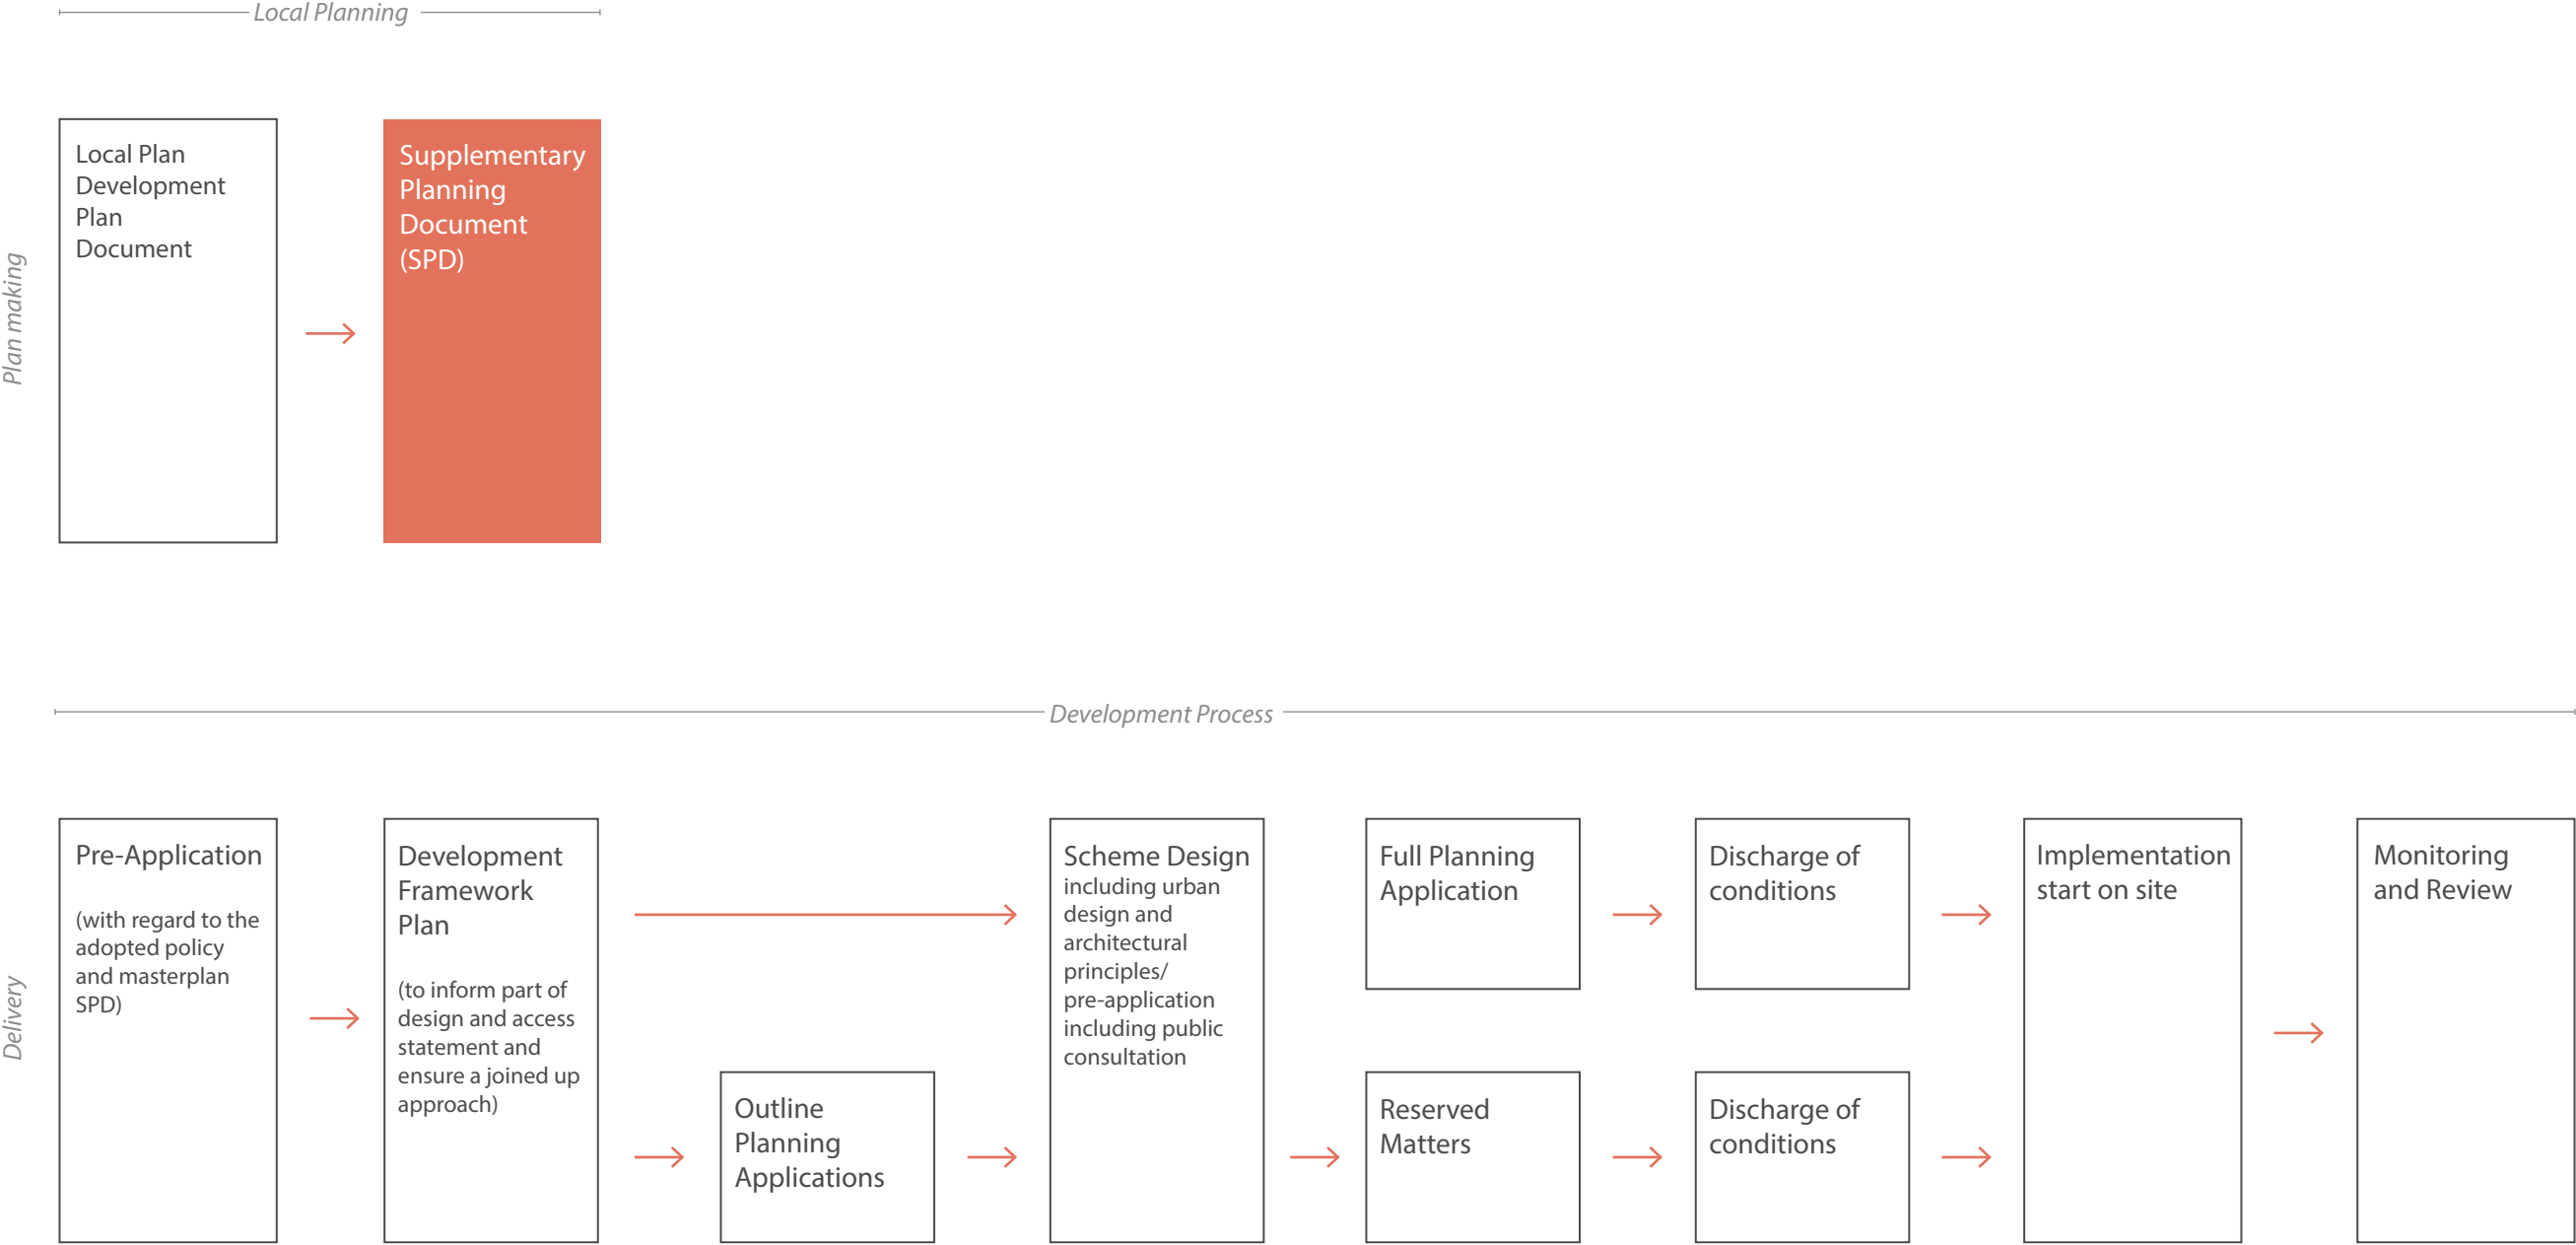 Local Planning
Plan making
Local Plan
Development
Plan
Document
Supplementary
Planning
Document
(SPD)
Development Process
Delivery
Pre-Application
(with regard to the
adopted policy
and masterplan
SPD)
Development
Framework
Plan
(to inform part of
design and access
statement and
ensure a joined up
approach)
Outline
Planning
Applications
Scheme Design
including urban
design and
architectural
principles/
pre-application
including public
consultation
Full Planning
Application
Reserved
Matters
Discharge of
conditions
Discharge of
conditions
Implementation
start on site
Monitoring
and Review